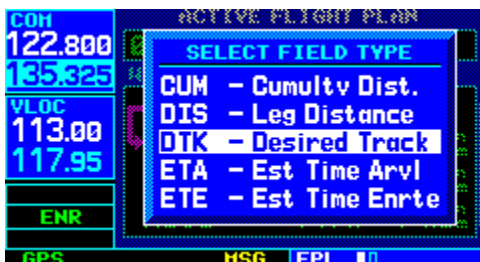 COM
122.800
135.325
VLOC
113.00
117.95
ENR
GPS
ACTIVE FLIGHT PLAN
SELECT FIELD TYPE
CUM – Cumultv Dist.
DIS – Leg Distance
DTK – Desired Track
ETA – Est Time Arvl
ETE – Est Time Enrte
MSG FPL